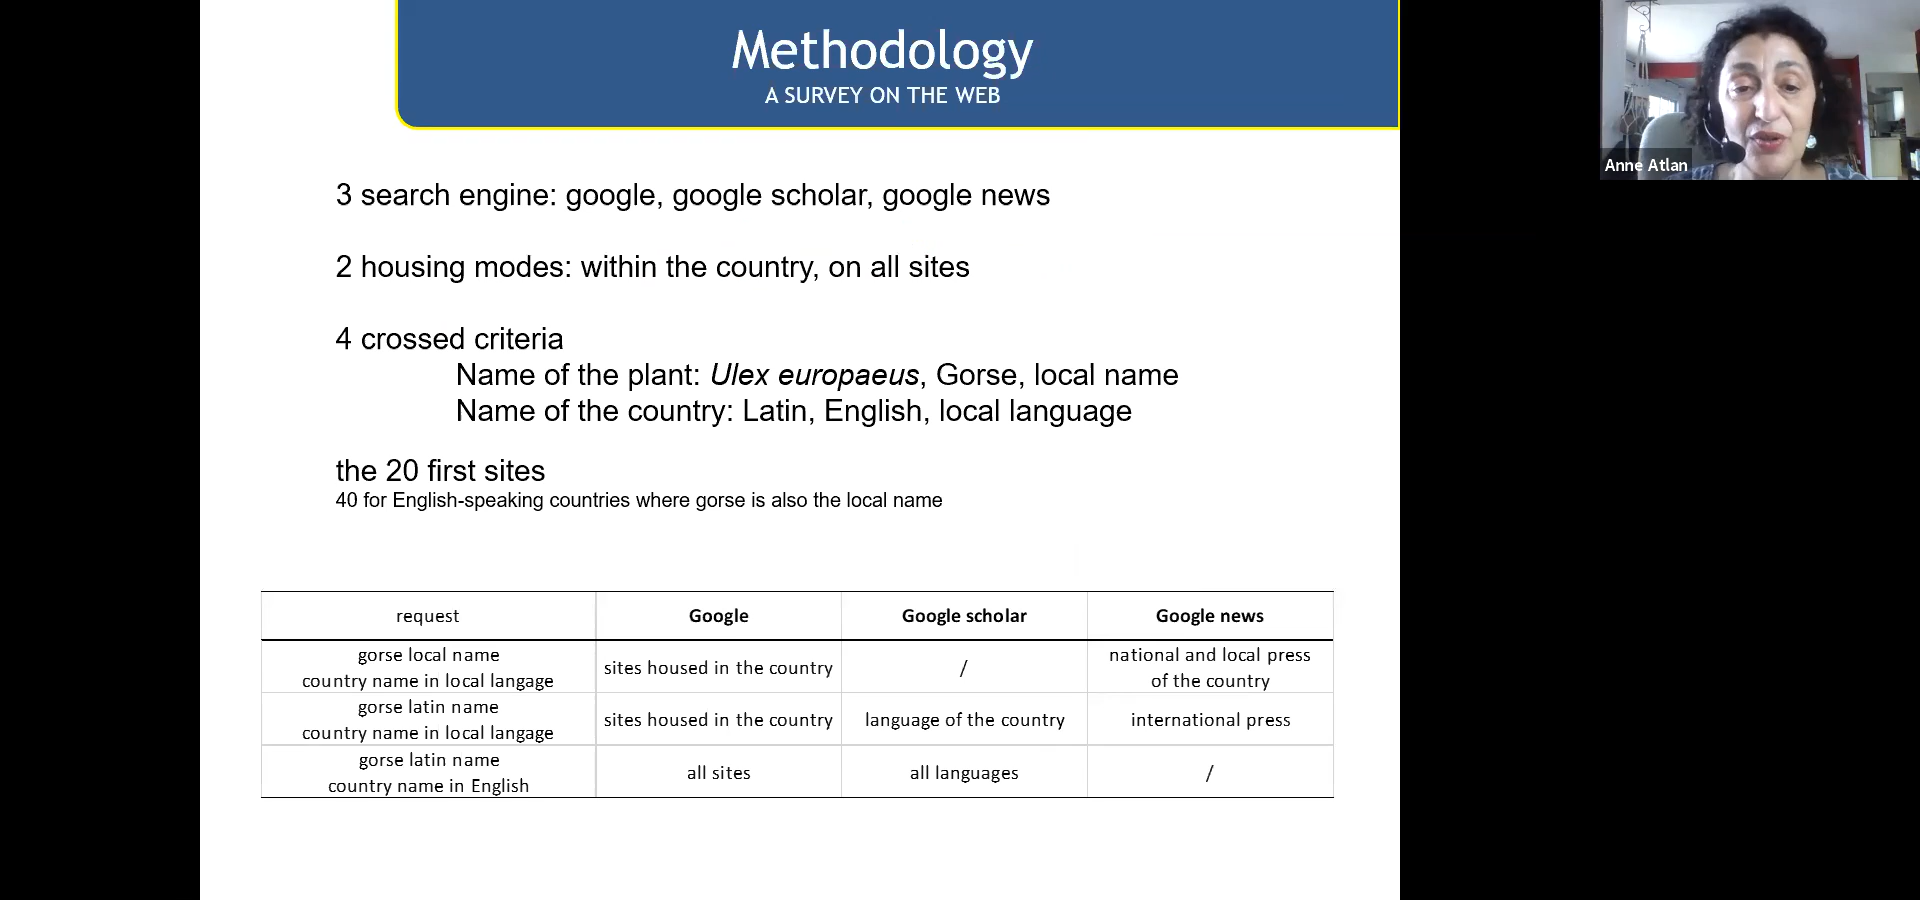 Methodology
A SURVEY ON THE WEB
Anne Atlan
3 search engine: google, google scholar, google news
2 housing modes: within the country, on all sites
4 crossed criteria
Name of the plant: Ulex europaeus, Gorse, local name
Name of the country: Latin, English, local language
the 20 first sites
40 for English-speaking countries where gorse is also the local name
request Google Google scholar Google news
gorse local name
country name in local langage
sites housed in the country
/
national and local press
of the country
gorse latin name
country name in local langage
sites housed in the country
language of the country
international press
gorse latin name
country name in English
all sites
all languages
/